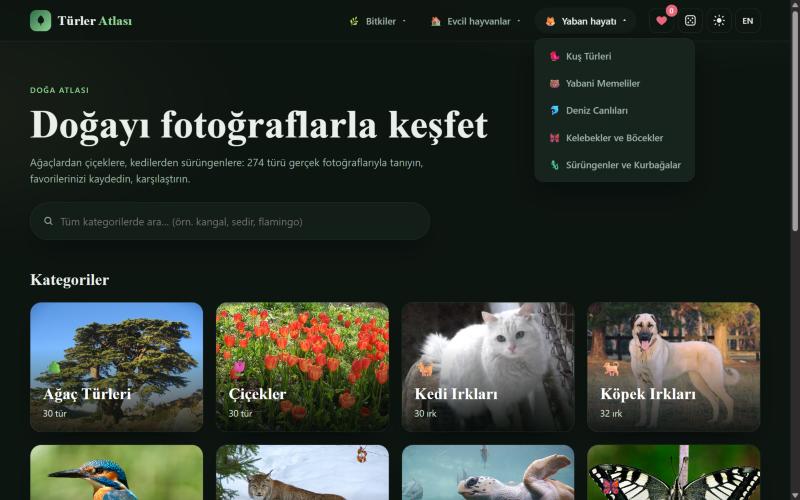 Türler Atlası
Bitkiler
Evcil hayvanlar
Yaban hayatı
0
EN
Kuş Türleri
Yabani Memeliler
Deniz Canlıları
Kelebekler ve Böcekler
Sürüngenler ve Kurbağalar
DOĞA ATLASI
Doğayı fotoğraflarla keşfet
Ağaçlardan çiçeklere, kedilerden sürüngenlere: 274 türü gerçek fotoğraflarıyla tanıyın,
favorilerinizi kaydedin, karşılaştırın.
Tüm kategorilerde ara... (örn. kangal, sedir, flamingo)
Kategoriler
Ağaç Türleri
30 tür
Çiçekler
30 tür
Kedi Irkları
30 ırk
Köpek Irkları
32 ırk